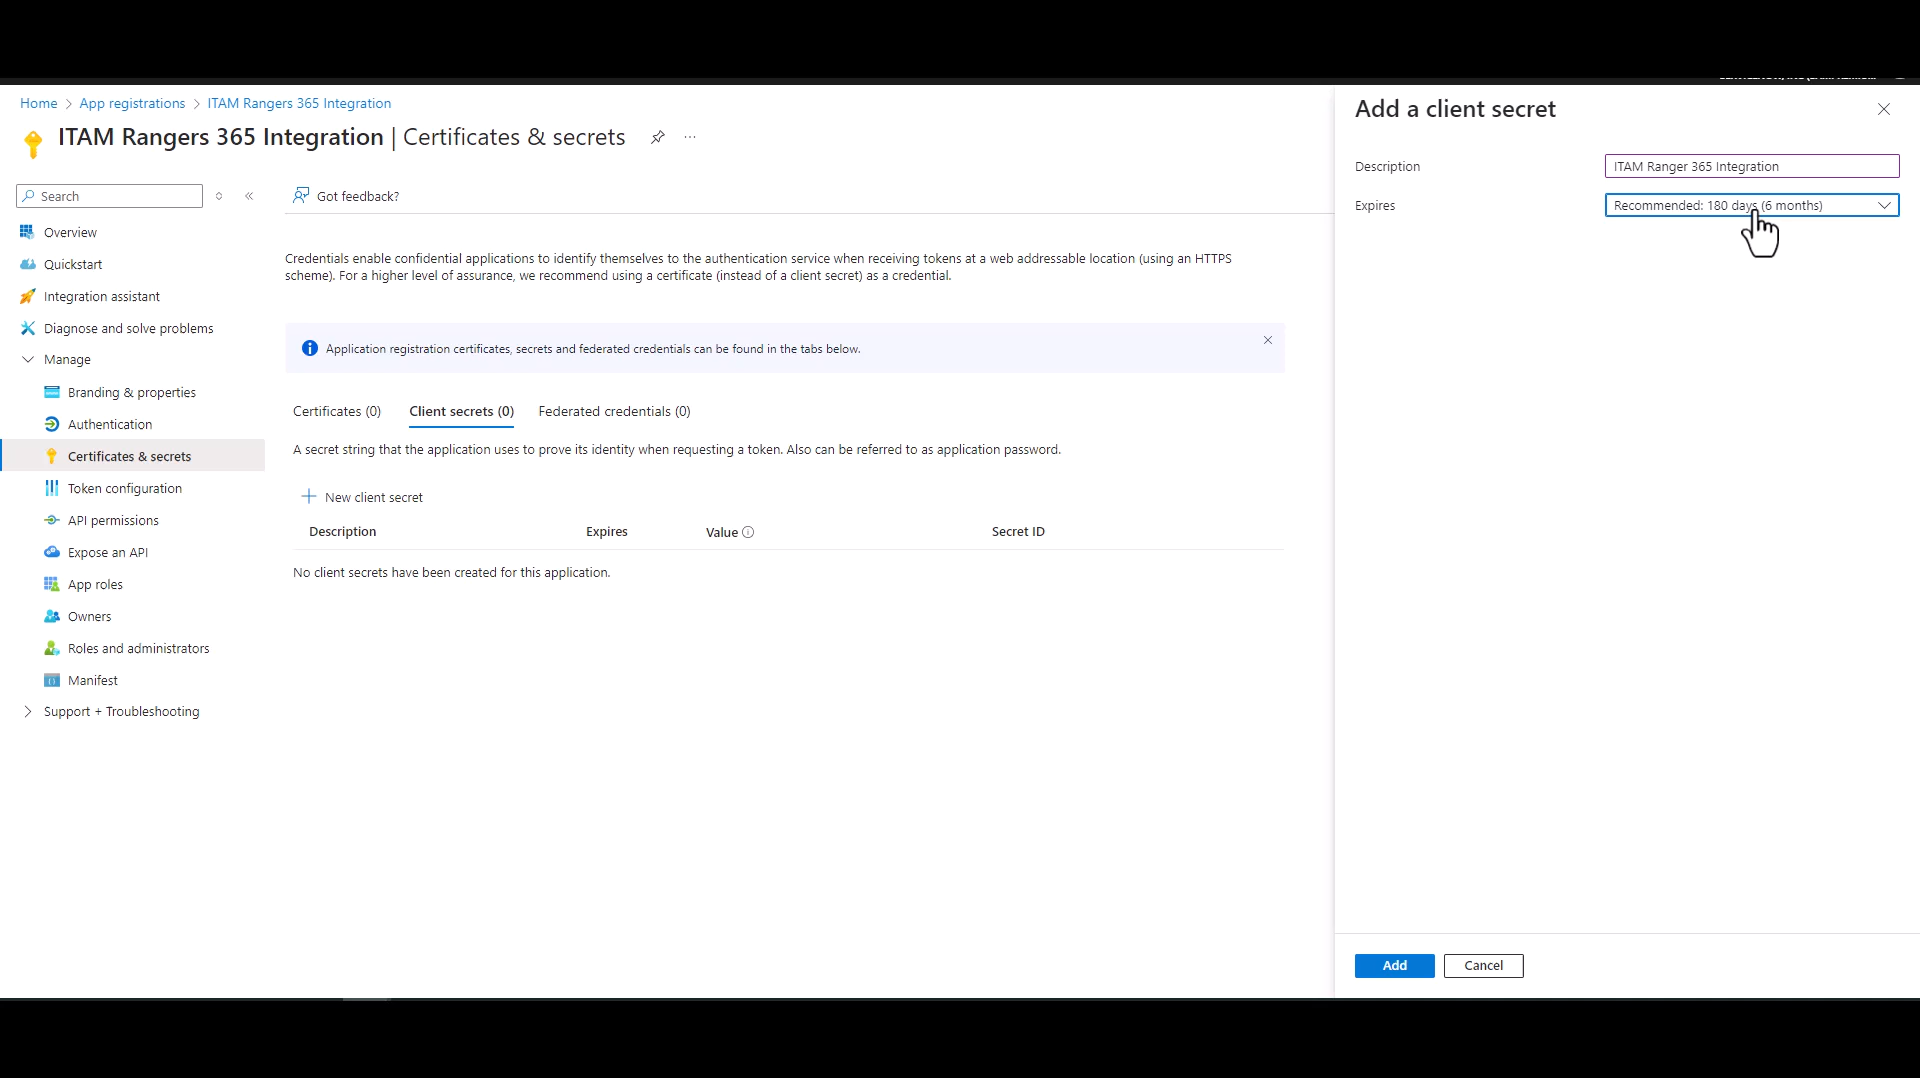 Home > App registrations > ITAM Rangers 365 Integration
ITAM Rangers 365 Integration | Certificates & secrets
Search
Got feedback?
Overview
Quickstart
Integration assistant
Diagnose and solve problems
Manage
Branding & properties
Authentication
Certificates & secrets
Token configuration
API permissions
Expose an API
App roles
Owners
Roles and administrators
Manifest
Support + Troubleshooting
Credentials enable confidential applications to identify themselves to the authentication service when receiving tokens at a web addressable location (using an HTTPS
scheme). For a higher level of assurance, we recommend using a certificate (instead of a client secret) as a credential.
Application registration certificates, secrets and federated credentials can be found in the tabs below.
Certificates (0) Client secrets (0) Federated credentials (0)
A secret string that the application uses to prove its identity when requesting a token. Also can be referred to as application password.
New client secret
Description Expires Value Secret ID
No client secrets have been created for this application.
Add a client secret
Description ITAM Ranger 365 Integration
Expires Recommended: 180 days (6 months)
Add Cancel